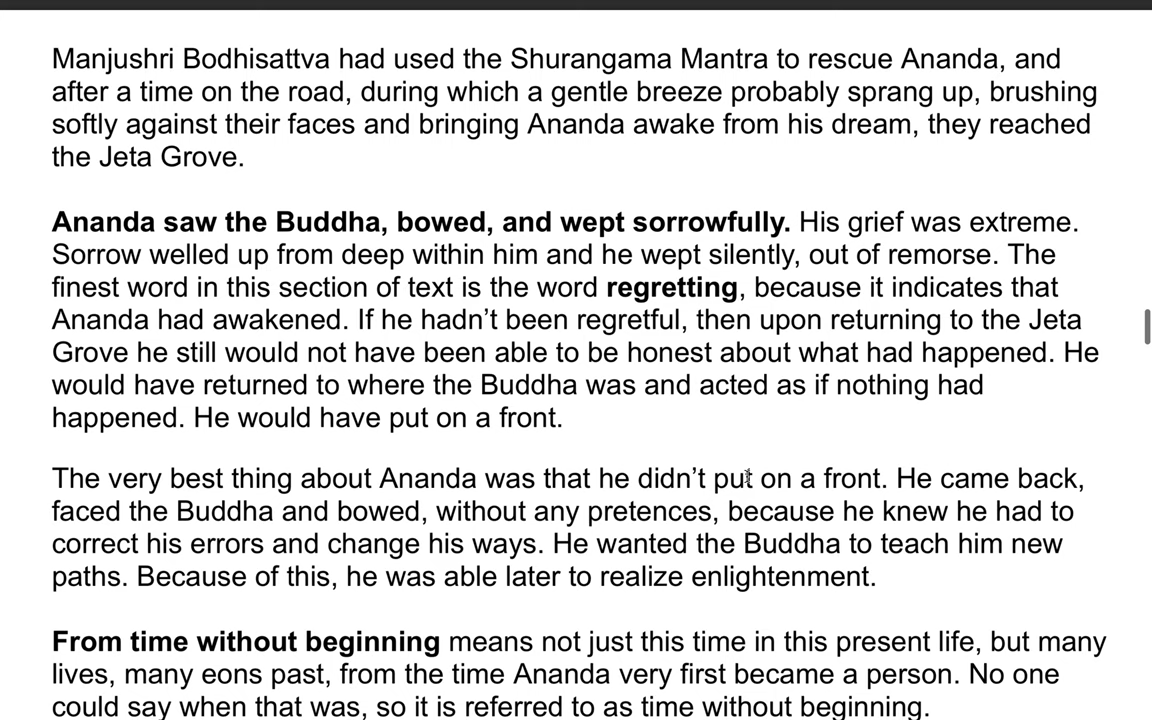 Manjushri Bodhisattva had used the Shurangama Mantra to rescue Ananda, and
after a time on the road, during which a gentle breeze probably sprang up, brushing
softly against their faces and bringing Ananda awake from his dream, they reached
the Jeta Grove.
Ananda saw the Buddha, bowed, and wept sorrowfully. His grief was extreme.
Sorrow welled up from deep within him and he wept silently, out of remorse. The
finest word in this section of text is the word regretting, because it indicates that
Ananda had awakened. If he hadn’t been regretful, then upon returning to the Jeta
Grove he still would not have been able to be honest about what had happened. He
would have returned to where the Buddha was and acted as if nothing had
happened. He would have put on a front.
The very best thing about Ananda was that he didn’t put on a front. He came back,
faced the Buddha and bowed, without any pretences, because he knew he had to
correct his errors and change his ways. He wanted the Buddha to teach him new
paths. Because of this, he was able later to realize enlightenment.
From time without beginning means not just this time in this present life, but many
lives, many eons past, from the time Ananda very first became a person. No one
could say when that was, so it is referred to as time without beginning.